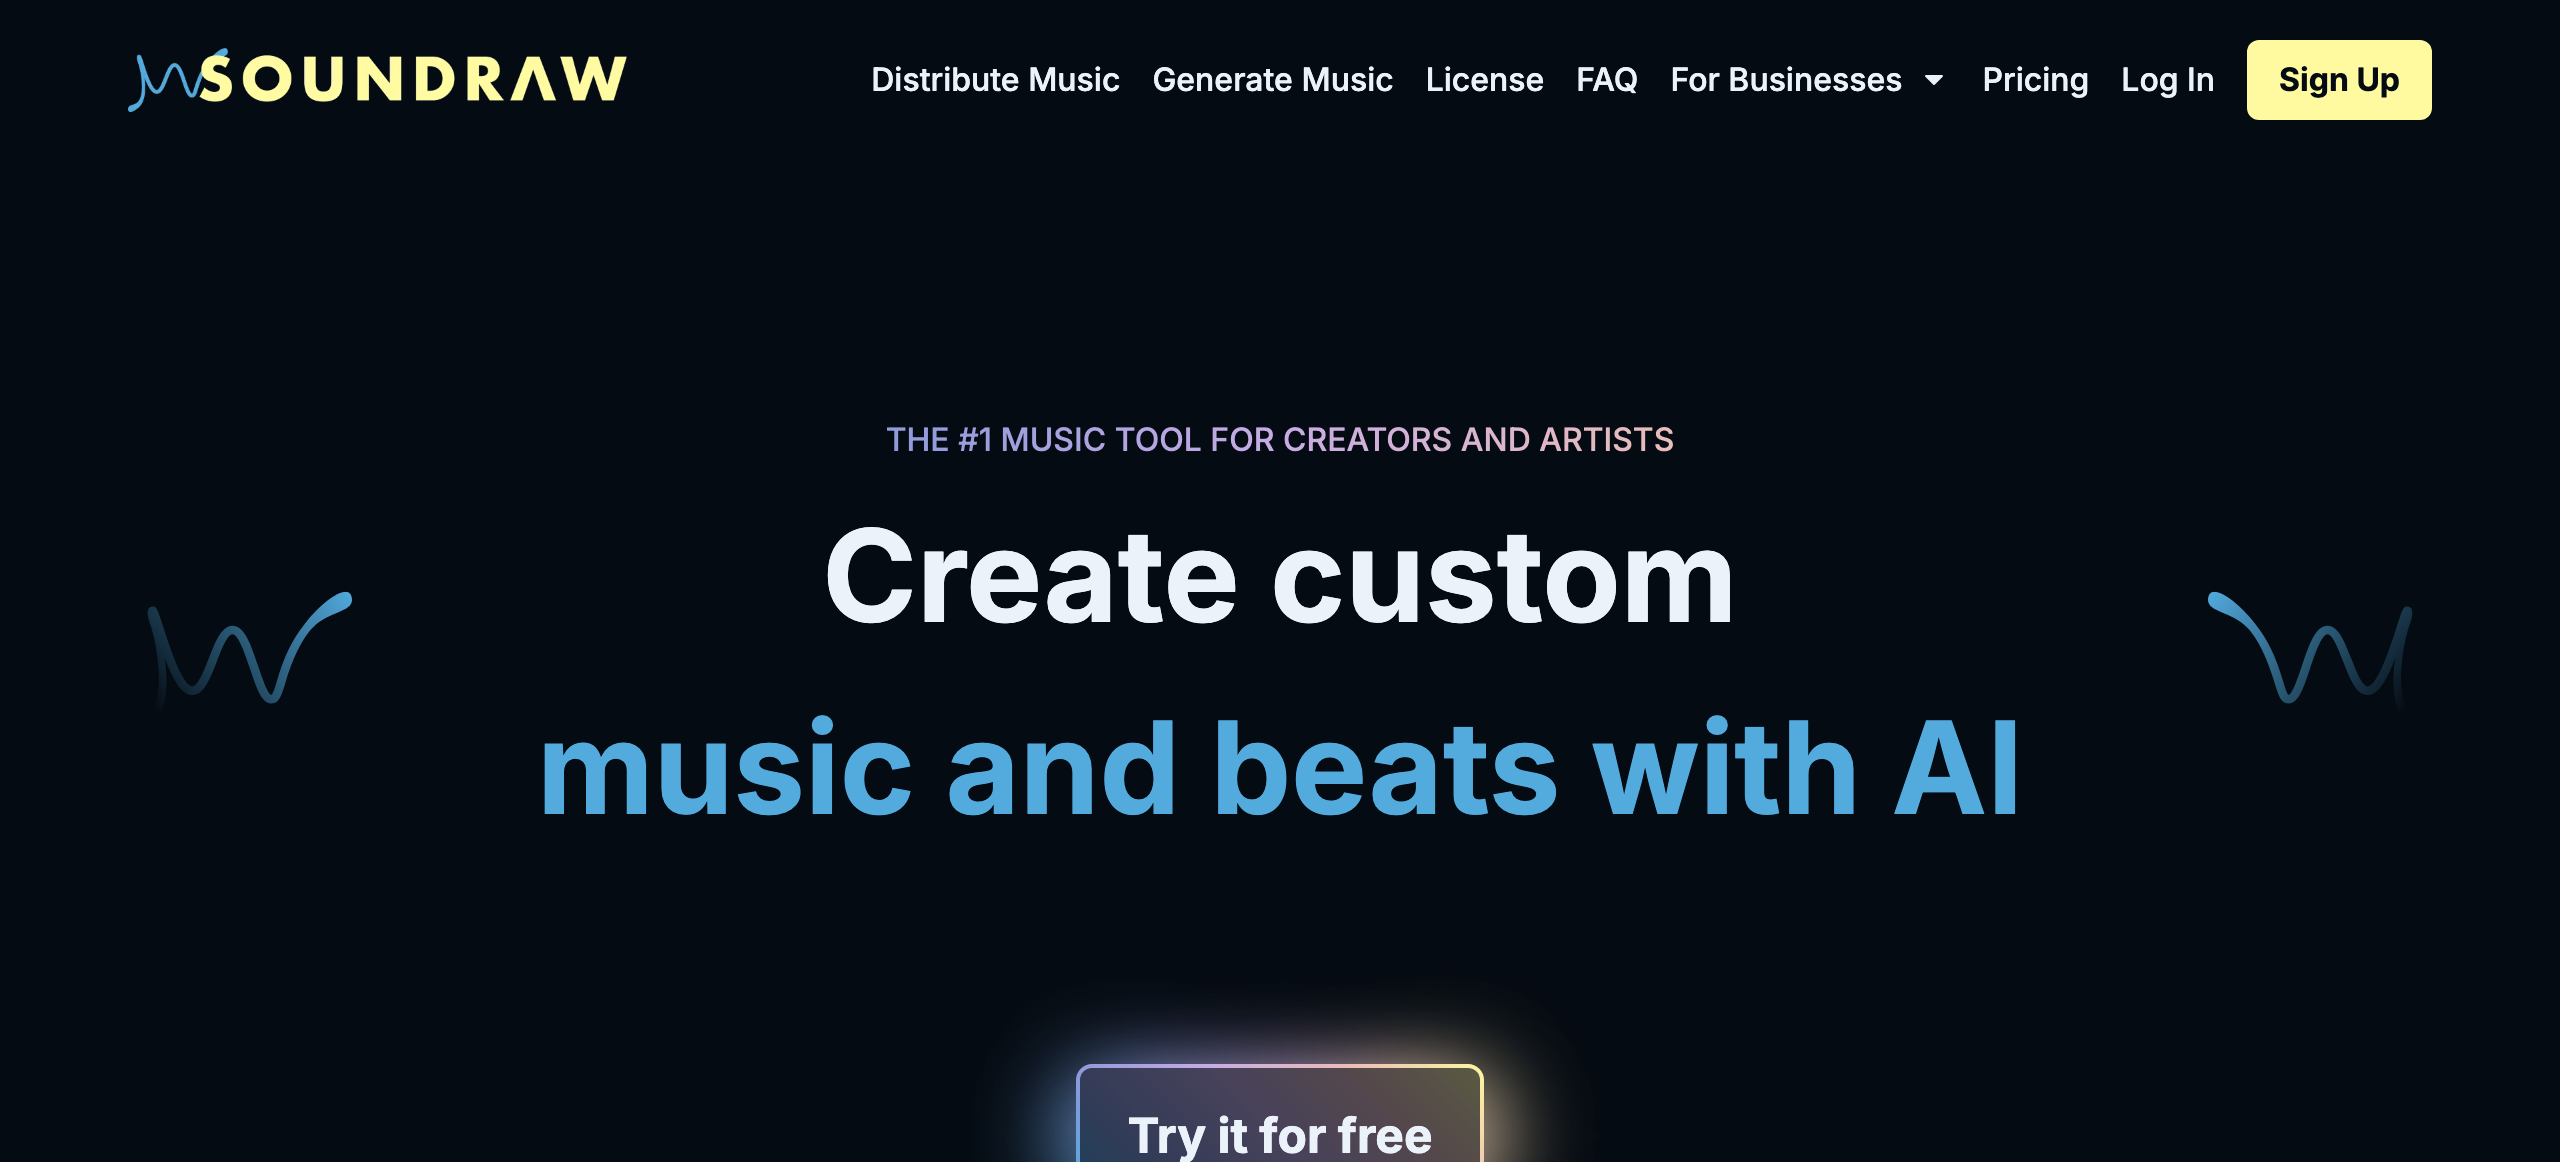 SOUNDRAW
Distribute Music Generate Music License FAQ For Businesses Pricing Log In Sign Up
THE #1 MUSIC TOOL FOR CREATORS AND ARTISTS
Create custom
music and beats with AI
Try it for free